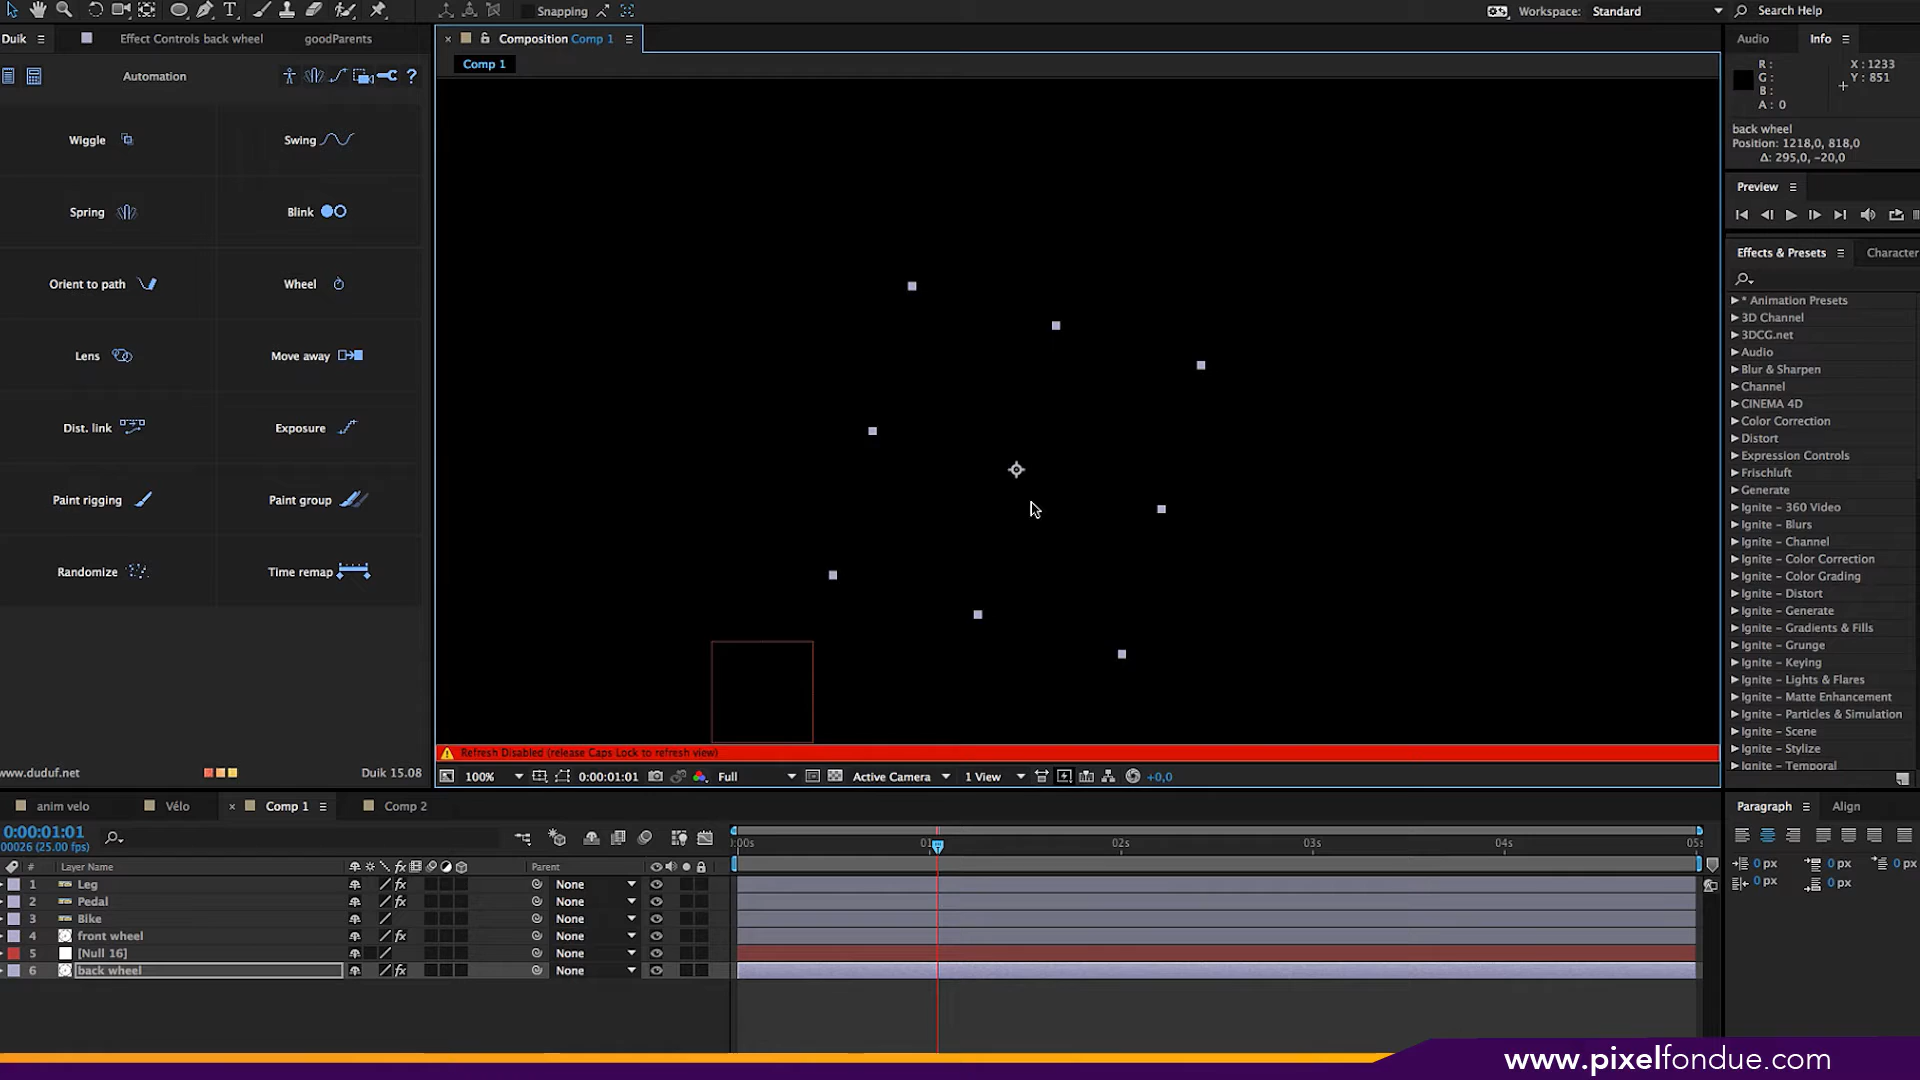 Snapping
Workspace: Standard
Search Help
Duik
Effect Controls back wheel
goodParents
Composition Comp 1
Audio
Info
Comp 1
Automation
?
R :
G :
B :
A : 0
X : 1233
Y : 851
back wheel
Position: 1218,0, 818,0
Δ: 295,0, -20,0
Preview
Effects & Presets
Character
Wiggle
Swing
Spring
Blink
Orient to path
Wheel
Lens
Move away
Dist. link
Exposure
Paint rigging
Paint group
Randomize
Time remap
* Animation Presets
3D Channel
3DCG.net
Audio
Blur & Sharpen
Channel
CINEMA 4D
Color Correction
Distort
Expression Controls
Frischluft
Generate
Ignite - 360 Video
Ignite - Blurs
Ignite - Channel
Ignite - Color Correction
Ignite - Color Grading
Ignite - Distort
Ignite - Generate
Ignite - Gradients & Fills
Ignite - Grunge
Ignite - Keying
Ignite - Lights & Flares
Ignite - Matte Enhancement
Ignite - Particles & Simulation
Ignite - Scene
Ignite - Stylize
Ignite - Temporal
Refresh Disabled (release Caps Lock to refresh view)
www.duduf.net
Duik 15.08
100%
0:00:01:01
Full
Active Camera
1 View
+0,0
anim velo
Vélo
Comp 1
Comp 2
Paragraph
Align
0:00:01:01
00026 (25.00 fps)
:00s
02s
03s
04s
# Layer Name
Parent
1 Leg None
2 Pedal None
3 Bike None
4 front wheel None
5 [Null 16] None
6 back wheel None
0 px
0 px
0 px
0 px
0 px
www.pixelfondue.com